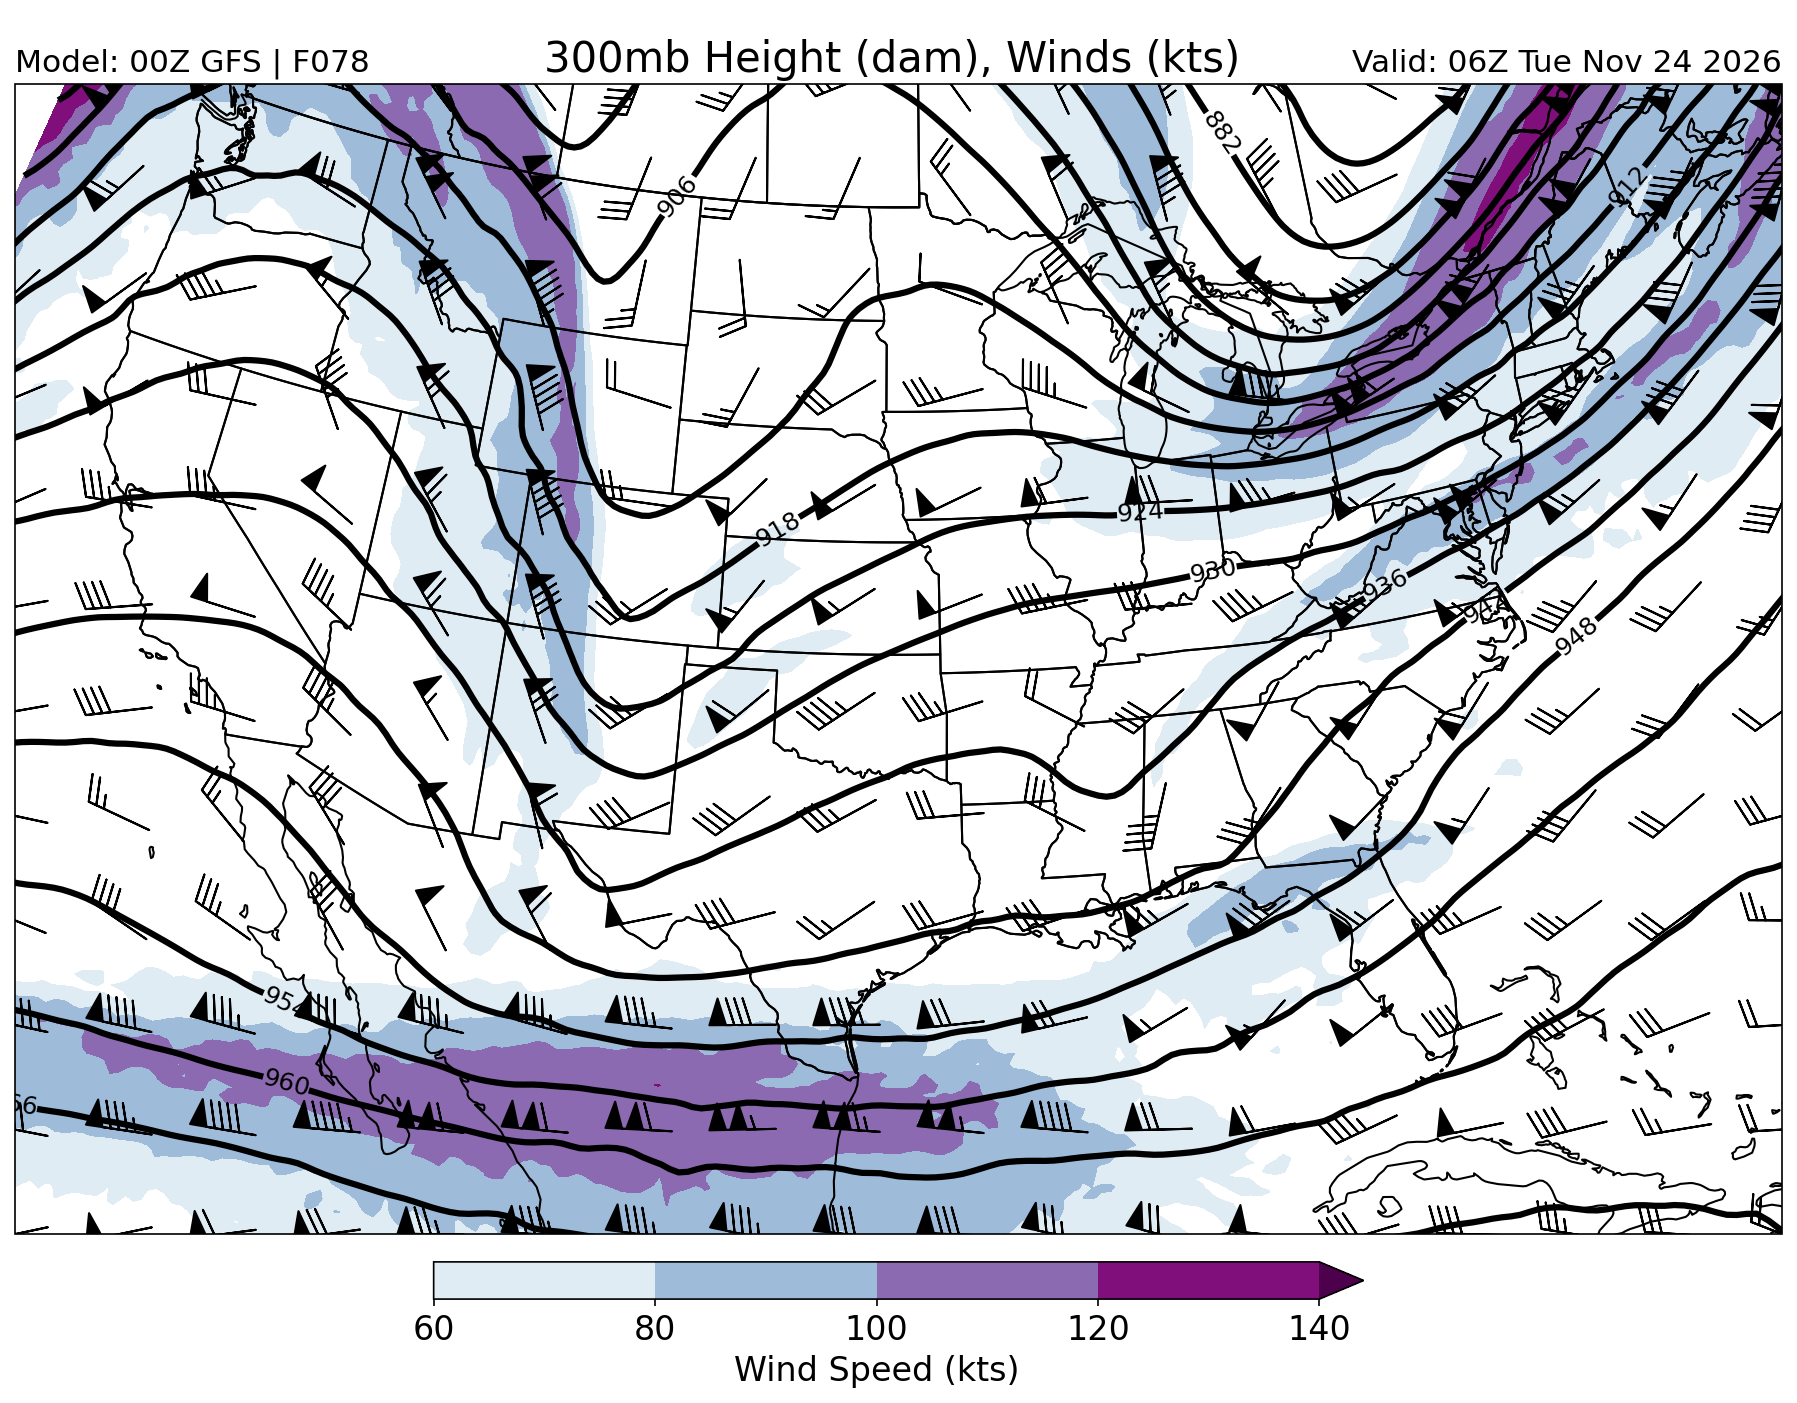 Model: 00Z GFS | F078
300mb Height (dam), Winds (kts)
Valid: 06Z Tue Nov 24 2026
882
912
906
918
924
930
936
948
954
960
60 80 100 120 140
Wind Speed (kts)